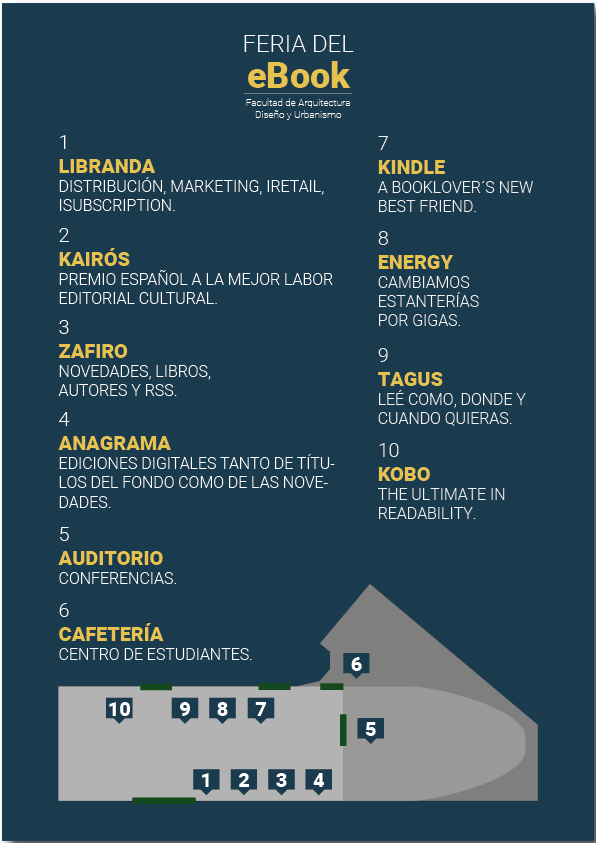 FERIA DEL
eBook
Facultad de Arquitectura
Diseño y Urbanismo
1
LIBRANDA
DISTRIBUCIÓN, MARKETING, IRETAIL,
ISUBSCRIPTION.
2
KAIRÓS
PREMIO ESPAÑOL A LA MEJOR LABOR
EDITORIAL CULTURAL.
3
ZAFIRO
NOVEDADES, LIBROS,
AUTORES Y RSS.
4
ANAGRAMA
EDICIONES DIGITALES TANTO DE TÍTU-
LOS DEL FONDO COMO DE LAS NOVE-
DADES.
5
AUDITORIO
CONFERENCIAS.
6
CAFETERÍA
CENTRO DE ESTUDIANTES.
7
KINDLE
A BOOKLOVER´S NEW
BEST FRIEND.
8
ENERGY
CAMBIAMOS
ESTANTERÍAS
POR GIGAS.
9
TAGUS
LEÉ COMO, DONDE Y
CUANDO QUIERAS.
10
KOBO
THE ULTIMATE IN
READABILITY.
6
10 9 8 7
5
1 2 3 4